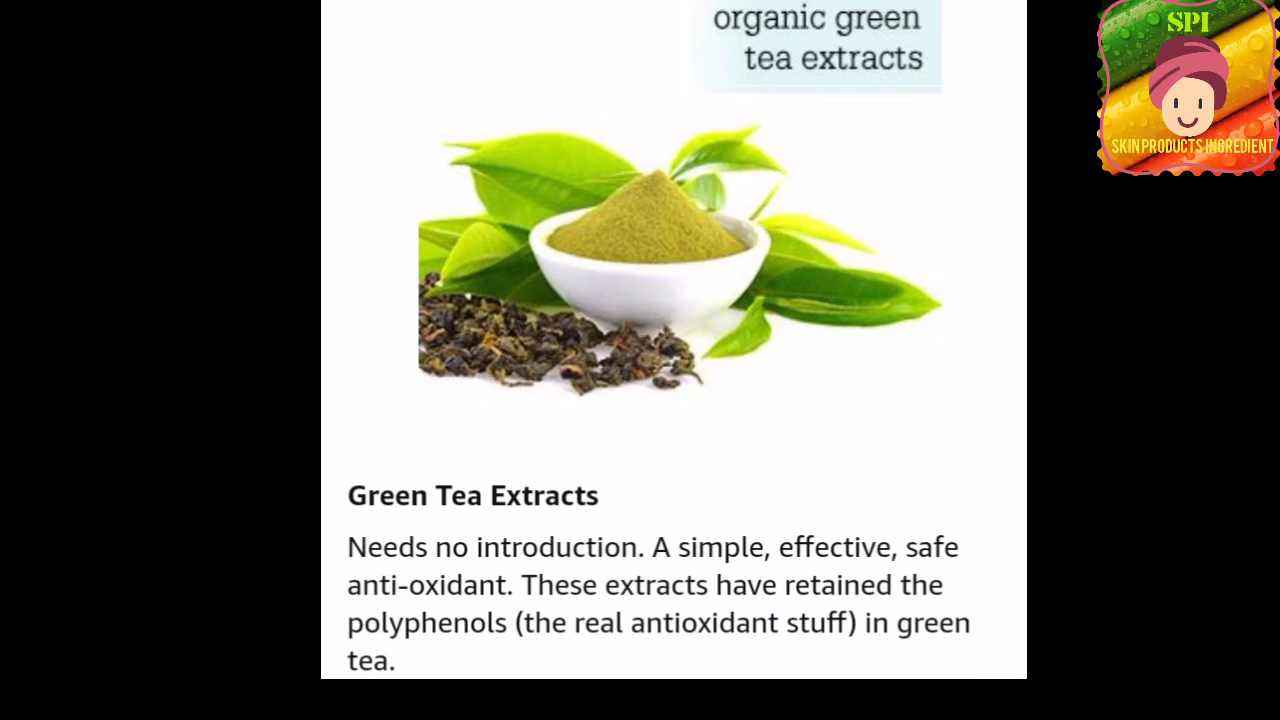 organic green
tea extracts
SPI
SKIN PRODUCTS INGREDIENT
Green Tea Extracts
Needs no introduction. A simple, effective, safe
anti-oxidant. These extracts have retained the
polyphenols (the real antioxidant stuff) in green
tea.